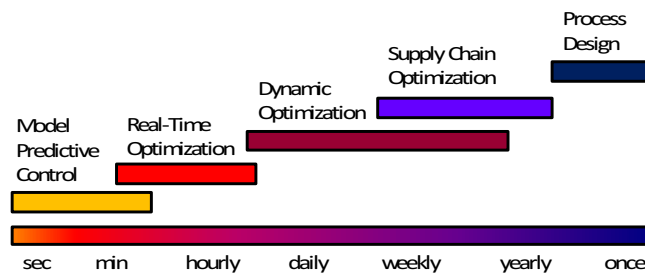 Process
Design
Supply Chain
Optimization
Dynamic
Optimization
Real-Time
Optimization
Model
Predictive
Control
sec min hourly daily weekly yearly once